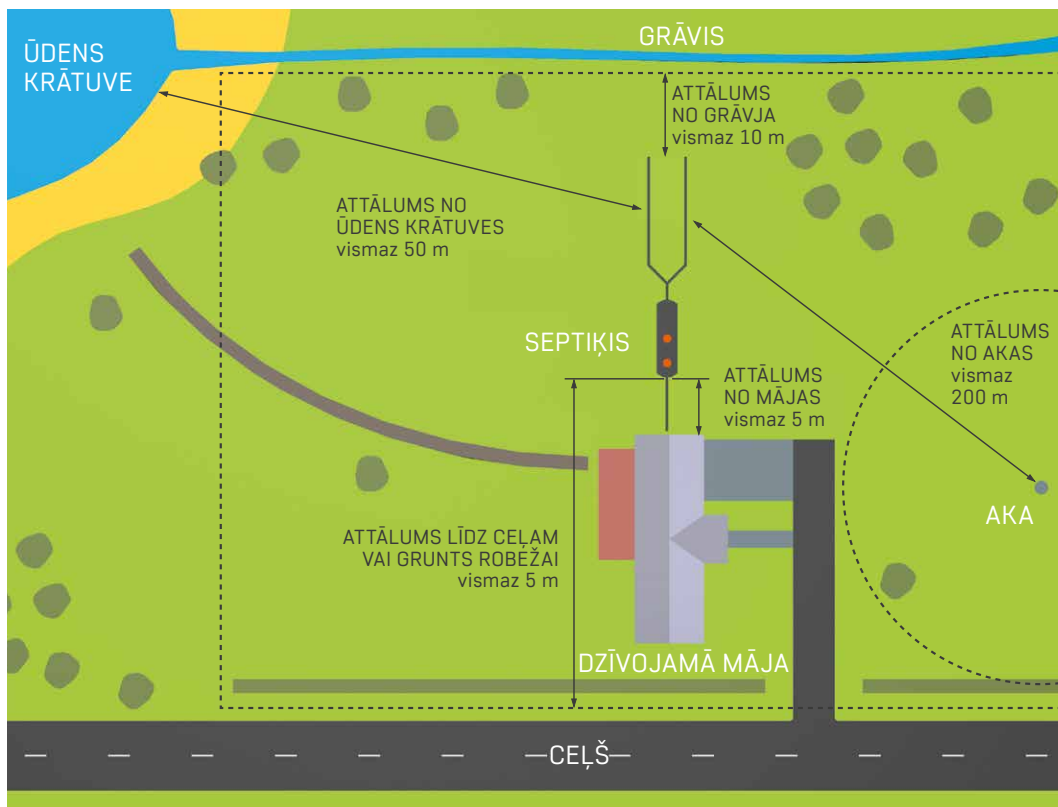 ŪDENS
KRĀTUVE
GRĀVIS
ATTĀLUMS
NO GRĀVJA
vismaz 10 m
ATTĀLUMS NO
ŪDENS KRĀTUVES
vismaz 50 m
SEPTIĶIS
ATTĀLUMS
NO MĀJAS
vismaz 5 m
ATTĀLUMS
NO AKAS
vismaz
200 m
AKA
ATTĀLUMS LĪDZ CEĻAM
VAI GRUNTS ROBEŽAI
vismaz 5 m
DZĪVOJAMĀ MĀJA
CEĻŠ